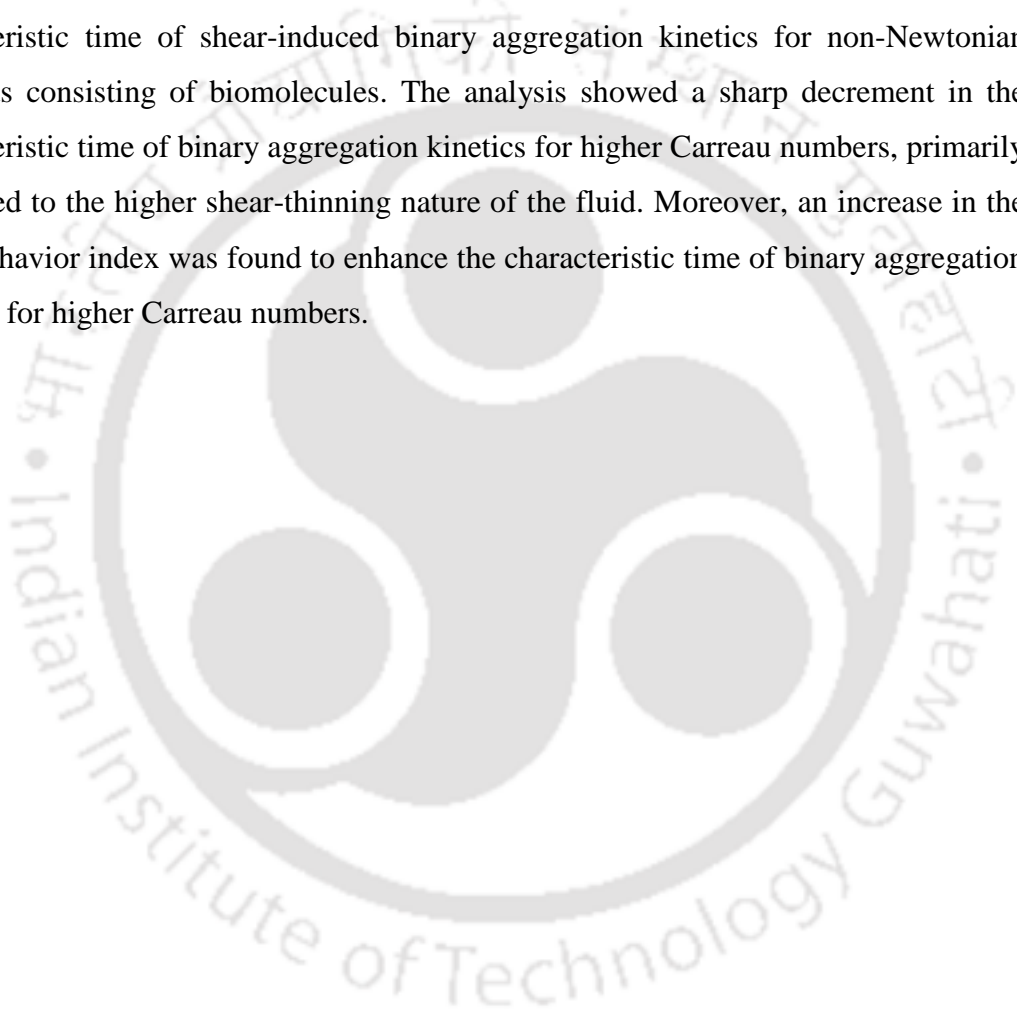 eristic time of shear-induced binary aggregation kinetics for non-Newtonian
s consisting of biomolecules. The analysis showed a sharp decrement in the
eristic time of binary aggregation kinetics for higher Carreau numbers, primarily
ed to the higher shear-thinning nature of the fluid. Moreover, an increase in the
havior index was found to enhance the characteristic time of binary aggregation
for higher Carreau numbers.
Indian Institute of Technology Guwahati